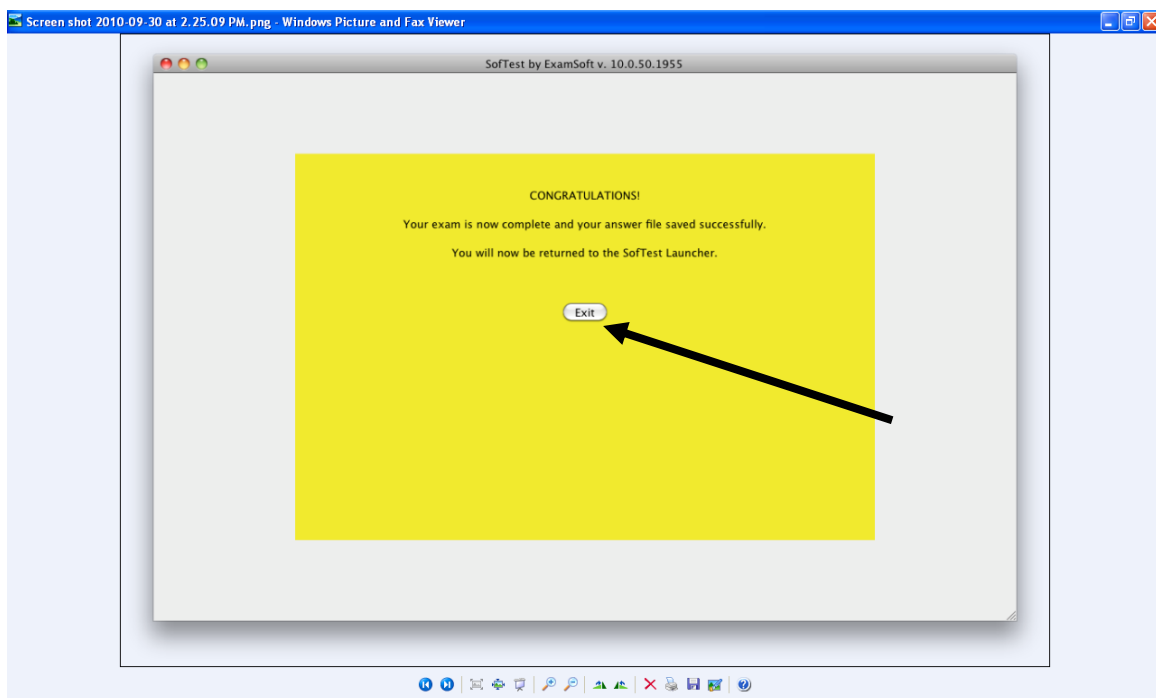 Screen shot 2010-09-30 at 2.25.09 PM.png - Windows Picture and Fax Viewer
SofTest by ExamSoft v. 10.0.50.1955
CONGRATULATIONS!
Your exam is now complete and your answer file saved successfully.
You will now be returned to the SofTest Launcher.
Exit